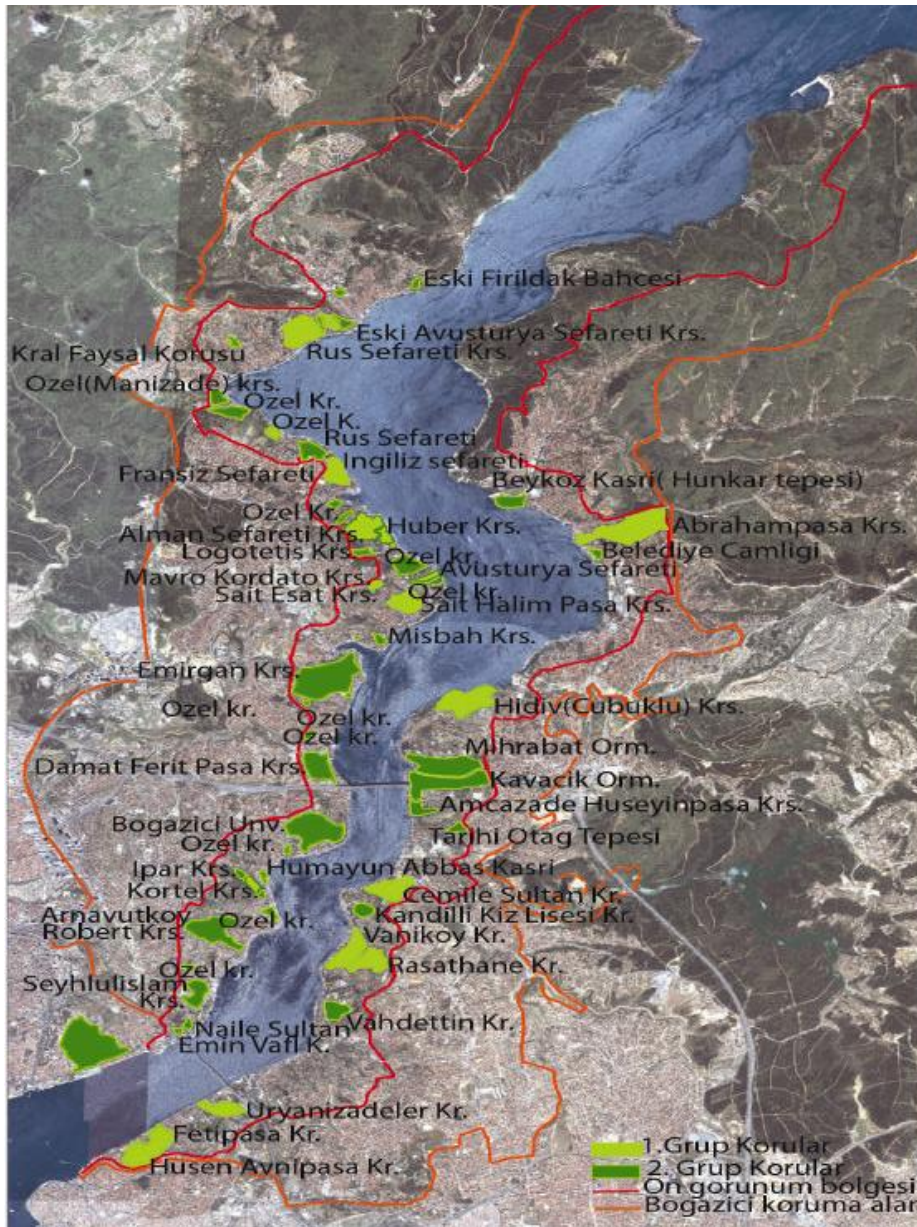 Eski Firildak Bahcesi
Eski Avusturya Sefareti Krs.
Rus Sefareti Krs.
Kral Faysal Korusu
Ozel(Manizade) krs.
Ozel Kr.
Ozel K.
Rus Sefareti
Ingiliz sefareti
Fransiz Sefareti
Beykoz Kasri( Hunkar tepesi)
Ozel Kr.
Huber Krs.
Abrahampasa Krs.
Alman Sefareti Krs.
Logotetis Krs.
Ozel kr.
Belediye Camligi
Avusturya Sefareti
Mavro Kordato Krs.
Ozel kr.
Sait Esat Krs.
Sait Halim Pasa Krs.
Misbah Krs.
Emirgan Krs.
Ozel kr.
Ozel kr.
Hidiv(Cubuklu) Krs.
Ozel kr.
Mihrabat Orm.
Damat Ferit Pasa Krs.
Kavacik Orm.
Amcazade Huseyinpasa Krs.
Bogazici Unv.
Tarihi Otag Tepesi
Ozel kr.
Ipar Krs.
Humayun Abbas Kasri
Kortel Krs.
Cemile Sultan Kr.
Arnavutkoy
Robert Krs.
Ozel kr.
Kandilli Kiz Lisesi Kr.
Vanikoy Kr.
Ozel kr.
Rasathane Kr.
Seyhlulislam
Krs.
Naile Sultan
Vahdettin Kr.
Emin Vafi K.
Uryanizadeler Kr.
Fetipasa Kr.
Husen Avnipasa Kr.
1.Grup Korular
2. Grup Korular
On gorunum bolgesi
Bogazici koruma alan